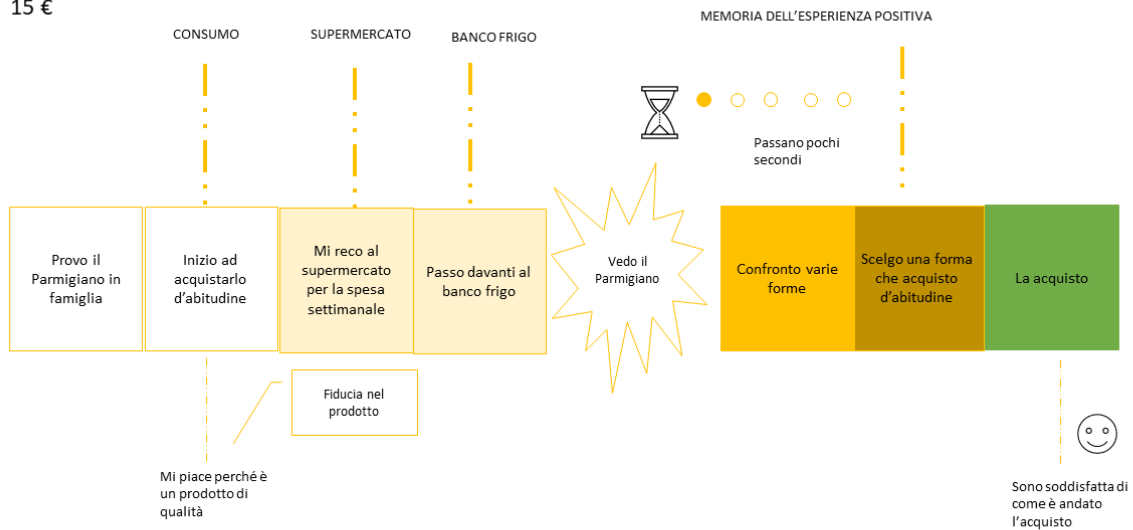 15 €
CONSUMO
SUPERMERCATO
BANCO FRIGO
MEMORIA DELL'ESPERIENZA POSITIVA
Passano pochi
secondi
Provo il
Parmigiano in
famiglia
Inizio ad
acquistarlo
d'abitudine
Mi reco al
supermercato
per la spesa
settimanale
Passo davanti al
banco frigo
Vedo il
Parmigiano
Confronto varie
forme
Scelgo una forma
che acquisto
d'abitudine
La acquisto
Fiducia nel
prodotto
Mi piace perché è
un prodotto di
qualità
Sono soddisfatta di
come è andato
l'acquisto